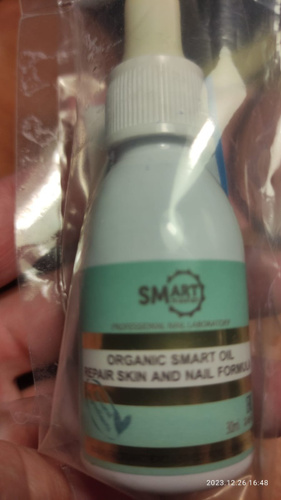 SMART
PROFESSIONAL NAIL LABORATORY
ORGANIC SMART OIL
REPAIR SKIN AND NAIL FORMULA
2023.12.26 16:48